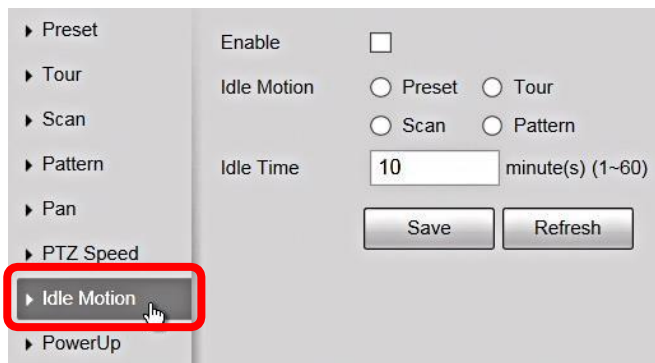 Preset
Tour
Scan
Pattern
Pan
PTZ Speed
Idle Motion
PowerUp
Enable
Idle Motion Preset Tour
Scan Pattern
Idle Time 10 minute(s) (1~60)
Save Refresh